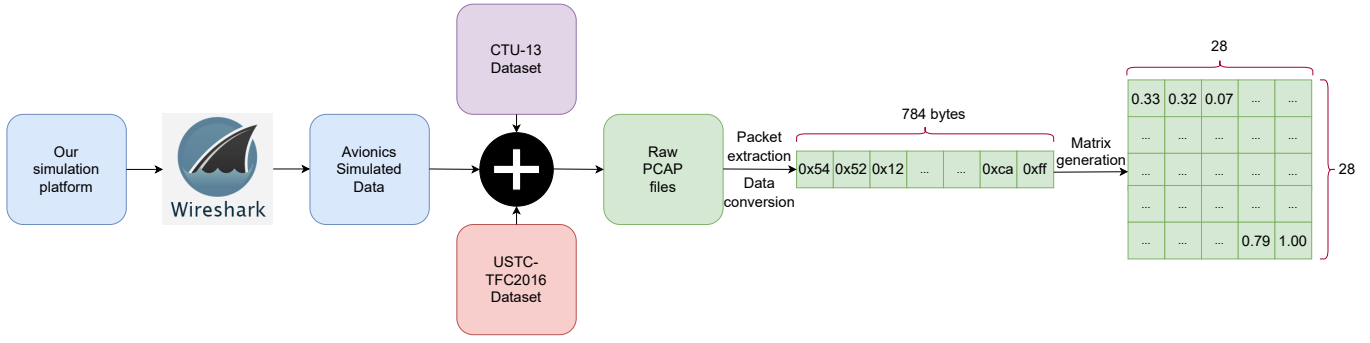 Our
simulation
platform
Wireshark
Avionics
Simulated
Data
CTU-13
Dataset
USTC-
TFC2016
Dataset
Raw
PCAP
files
Packet
extraction
Data
conversion
784 bytes
0x54 0x52 0x12 ... ... 0xca 0xff
Matrix
generation
28
0.33 0.32 0.07 ... ...
... ... ... ... ...
... ... ... ... ...
... ... ... ... ...
... ... ... 0.79 1.00
28